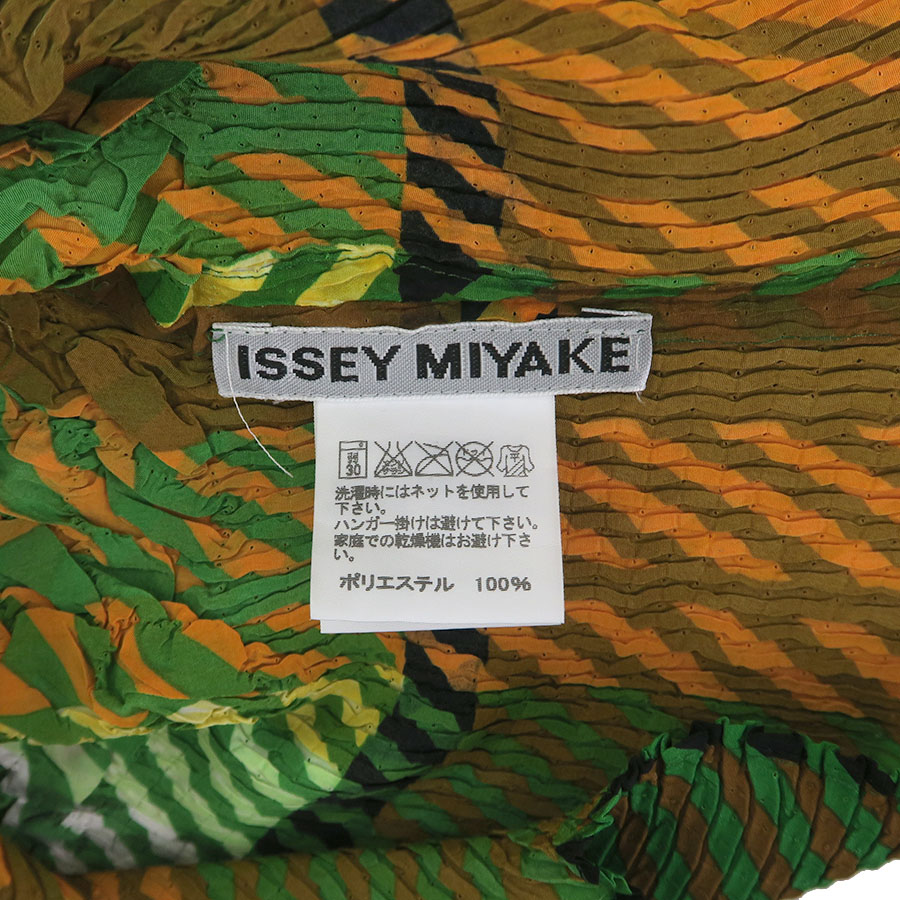 ISSEY MIYAKE
30
洗濯時にはネットを使用して
下さい。
ハンガー掛けは避けて下さい。
家庭での乾燥機はお避け下さ
い。
ポリエステル 100%